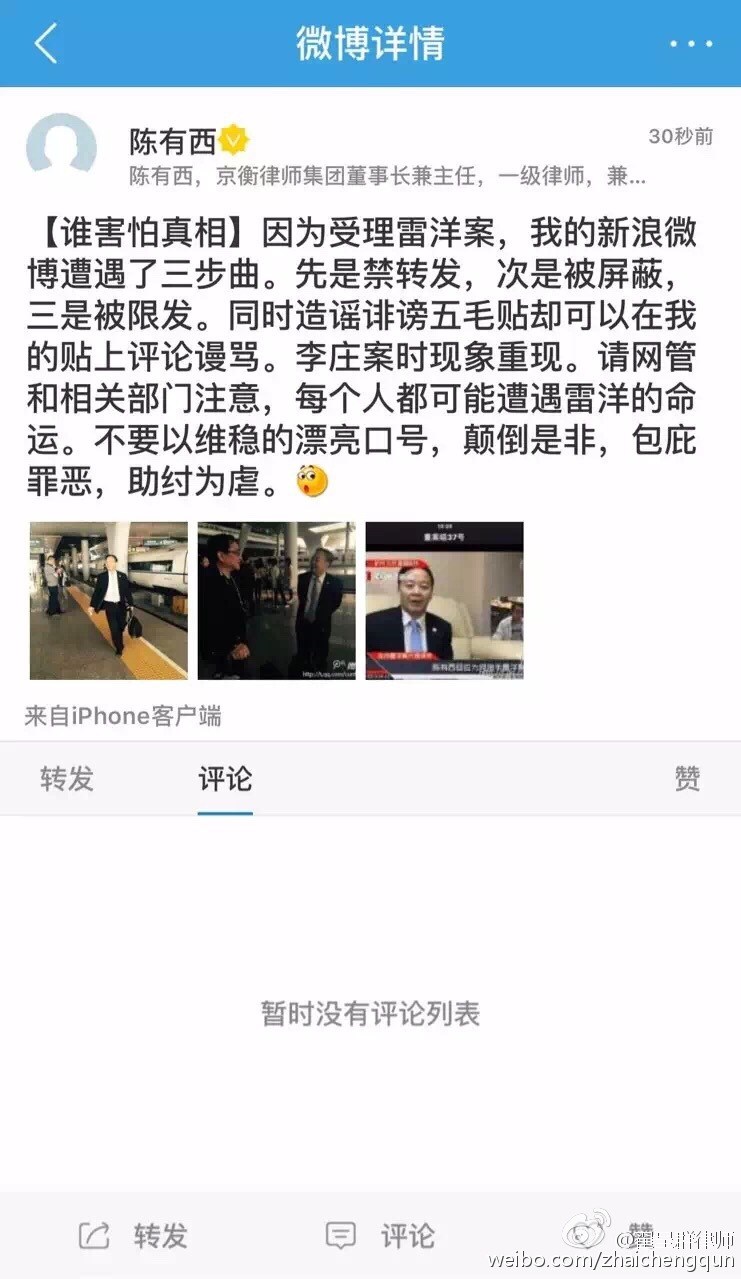 微博详情
陈有西
30秒前
陈有西，京衡律师集团董事长兼主任，一级律师，兼...
【谁害怕真相】因为受理雷洋案，我的新浪微
博遭遇了三步曲。先是禁转发，次是被屏蔽，
三是被限发。同时造谣诽谤五毛贴却可以在我
的贴上评论谩骂。李庄案时现象重现。请网管
和相关部门注意，每个人都可能遭遇雷洋的命
运。不要以维稳的漂亮口号，颠倒是非，包庇
罪恶，助纣为虐。
重案组37号
来自iPhone客户端
转发
评论
赞
暂时没有评论列表
转发
评论
赞
weibo.com/zhaichengqun